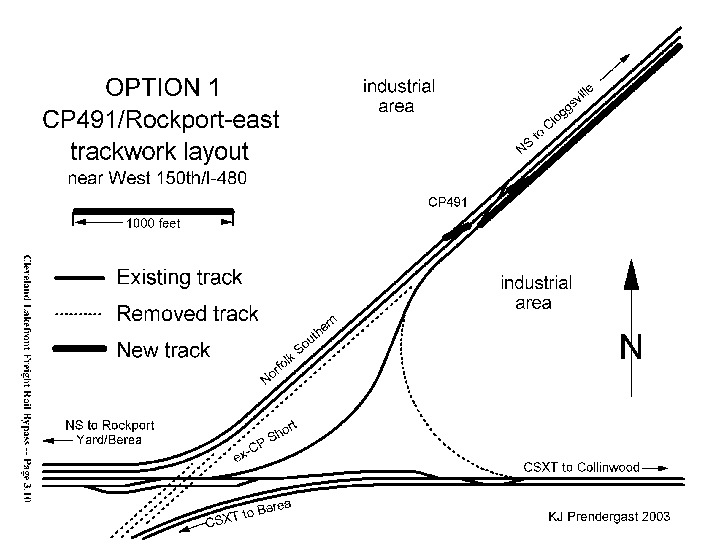 OPTION 1
CP491/Rockport-east
trackwork layout
near West 150th/I-480
1000 feet
Existing track
Removed track
New track
industrial
area
NS to Cloggsville
CP491
industrial
area
N
Norfolk Southern
ex-CP Short
NS to Rockport
Yard/Berea
CSXT to Collinwood
CSXT to Barea
KJ Prendergast 2003
Cleveland Lakefront Freight Rail Bypass -- Page 3.10